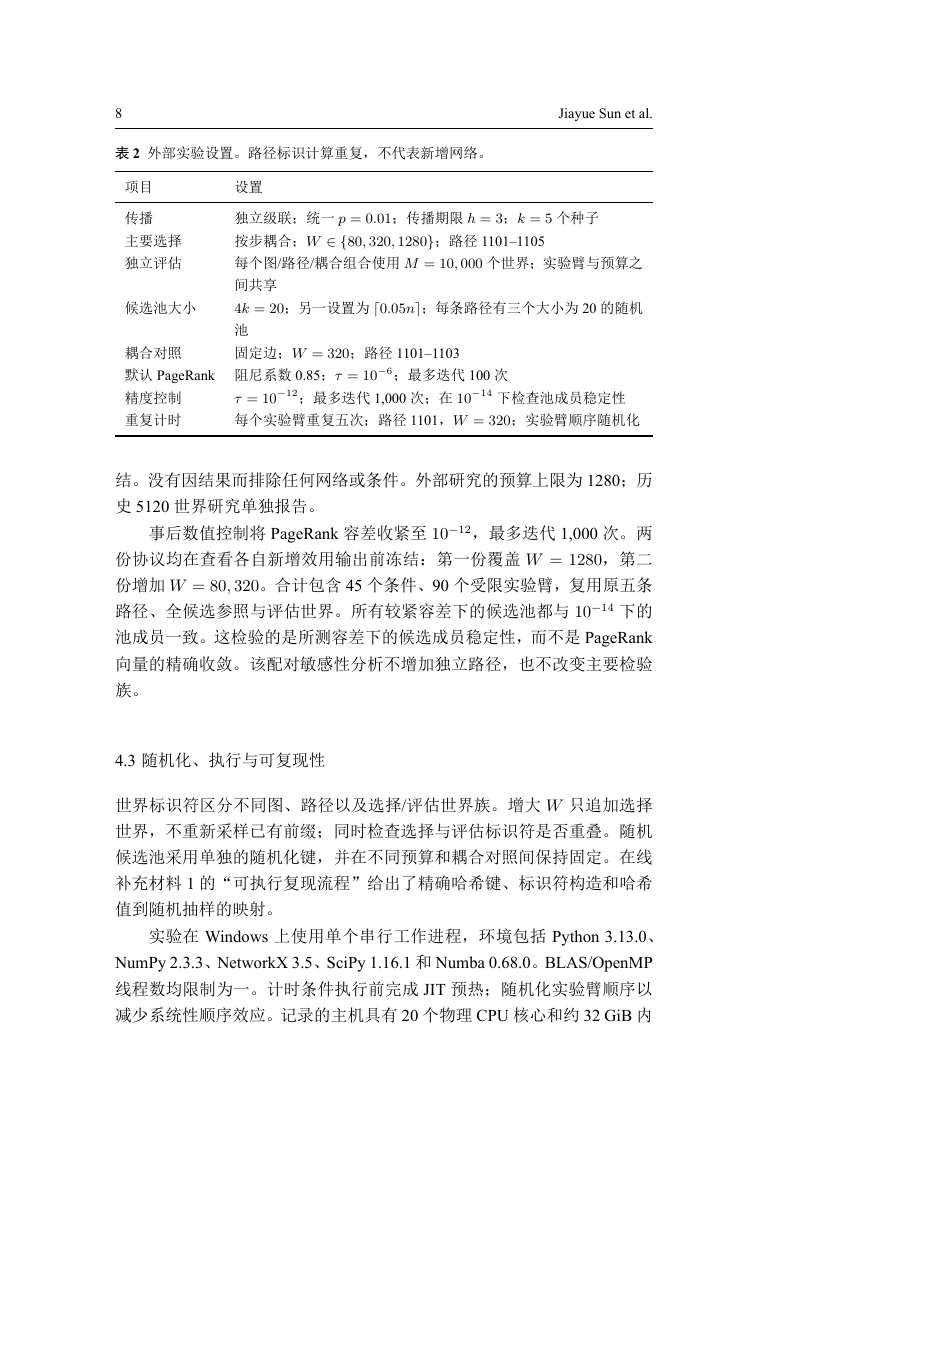 8 Jiayue Sun et al.
表 2 外部实验设置。路径标识计算重复，不代表新增网络。
项目 设置
传播 独立级联；统一 p = 0.01；传播期限 h = 3；k = 5 个种子
主要选择 按步耦合；W ∈ {80, 320, 1280}；路径 1101–1105
独立评估 每个图/路径/耦合组合使用 M = 10,000 个世界；实验臂与预算之
间共享
候选池大小 4k = 20；另一设置为 ⌈0.05n⌉；每条路径有三个大小为 20 的随机
池
耦合对照 固定边；W = 320；路径 1101–1103
默认 PageRank 阻尼系数 0.85；τ = 10⁻⁶；最多迭代 100 次
精度控制 τ = 10⁻¹²；最多迭代 1,000 次；在 10⁻¹⁴ 下检查池成员稳定性
重复计时 每个实验臂重复五次；路径 1101，W = 320；实验臂顺序随机化
结。没有因结果而排除任何网络或条件。外部研究的预算上限为 1280；历
史 5120 世界研究单独报告。
事后数值控制将 PageRank 容差收紧至 10⁻¹²，最多迭代 1,000 次。两
份协议均在查看各自新增效用输出前冻结：第一份覆盖 W = 1280，第二
份增加 W = 80, 320。合计包含 45 个条件、90 个受限实验臂，复用原五条
路径、全候选参照与评估世界。所有较紧容差下的候选池都与 10⁻¹⁴ 下的
池成员一致。这检验的是所测容差下的候选成员稳定性，而不是 PageRank
向量的精确收敛。该配对敏感性分析不增加独立路径，也不改变主要检验
族。
4.3 随机化、执行与可复现性
世界标识符区分不同图、路径以及选择/评估世界族。增大 W 只追加选择
世界，不重新采样已有前缀；同时检查选择与评估标识符是否重叠。随机
候选池采用单独的随机化键，并在不同预算和耦合对照间保持固定。在线
补充材料 1 的“可执行复现流程”给出了精确哈希键、标识符构造和哈希
值到随机抽样的映射。
实验在 Windows 上使用单个串行工作进程，环境包括 Python 3.13.0、
NumPy 2.3.3、NetworkX 3.5、SciPy 1.16.1 和 Numba 0.68.0。BLAS/OpenMP
线程数均限制为一。计时条件执行前完成 JIT 预热；随机化实验臂顺序以
减少系统性顺序效应。记录的主机具有 20 个物理 CPU 核心和约 32 GiB 内